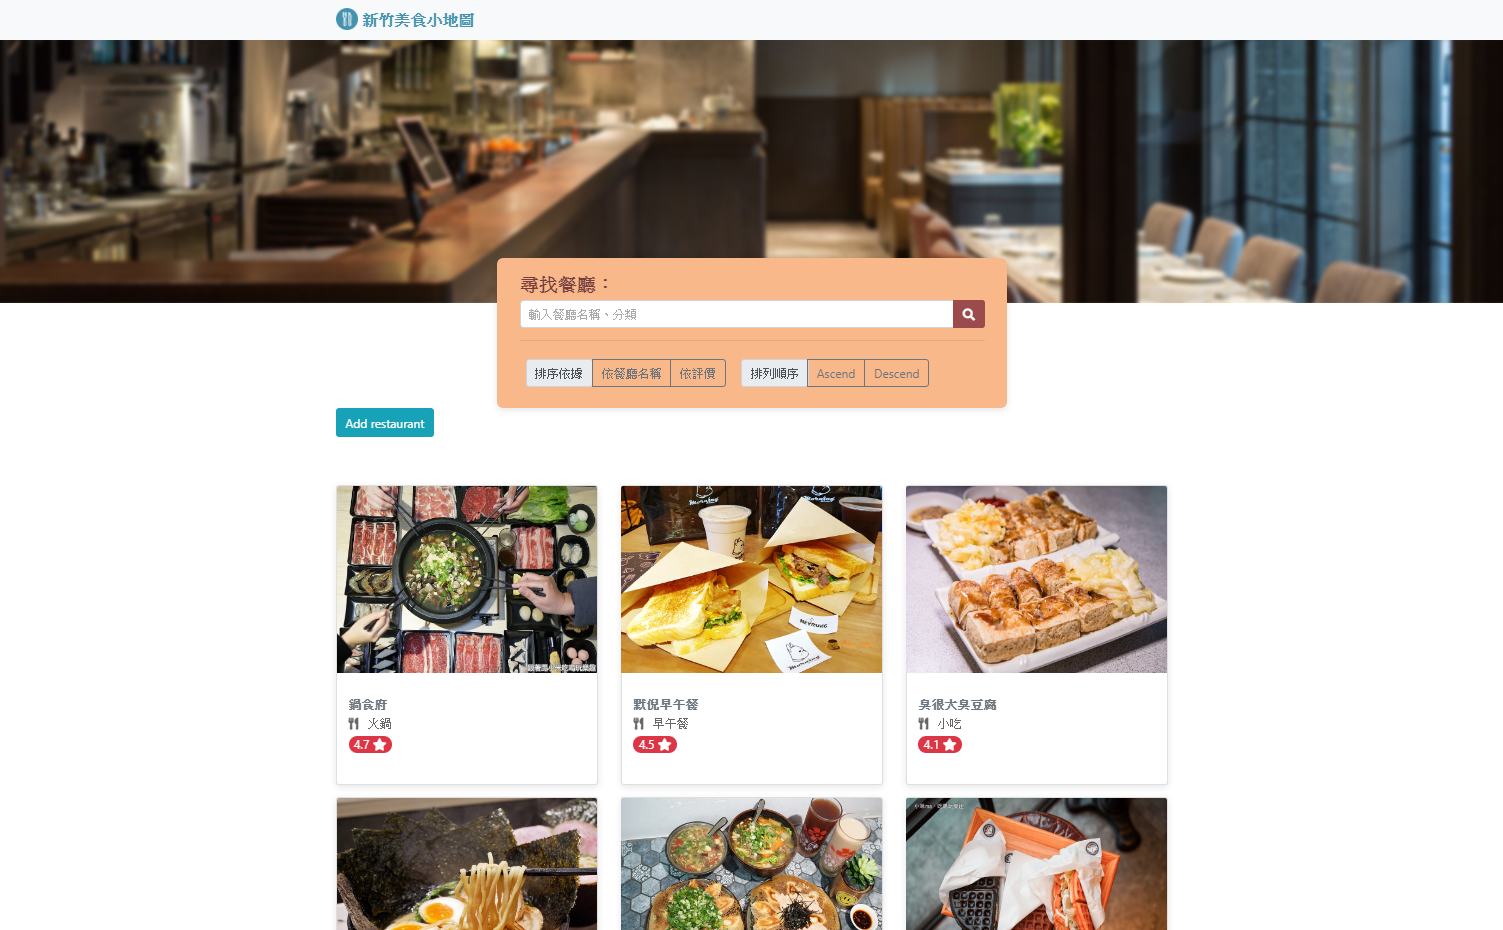 新竹美食小地圖
尋找餐廳：
輸入餐廳名稱、分類
排序依據 依餐廳名稱 依評價 排列順序 Ascend Descend
Add restaurant
鍋食府
火鍋
4.7
默倪早午餐
早午餐
4.5
臭很大臭豆腐
小吃
4.1